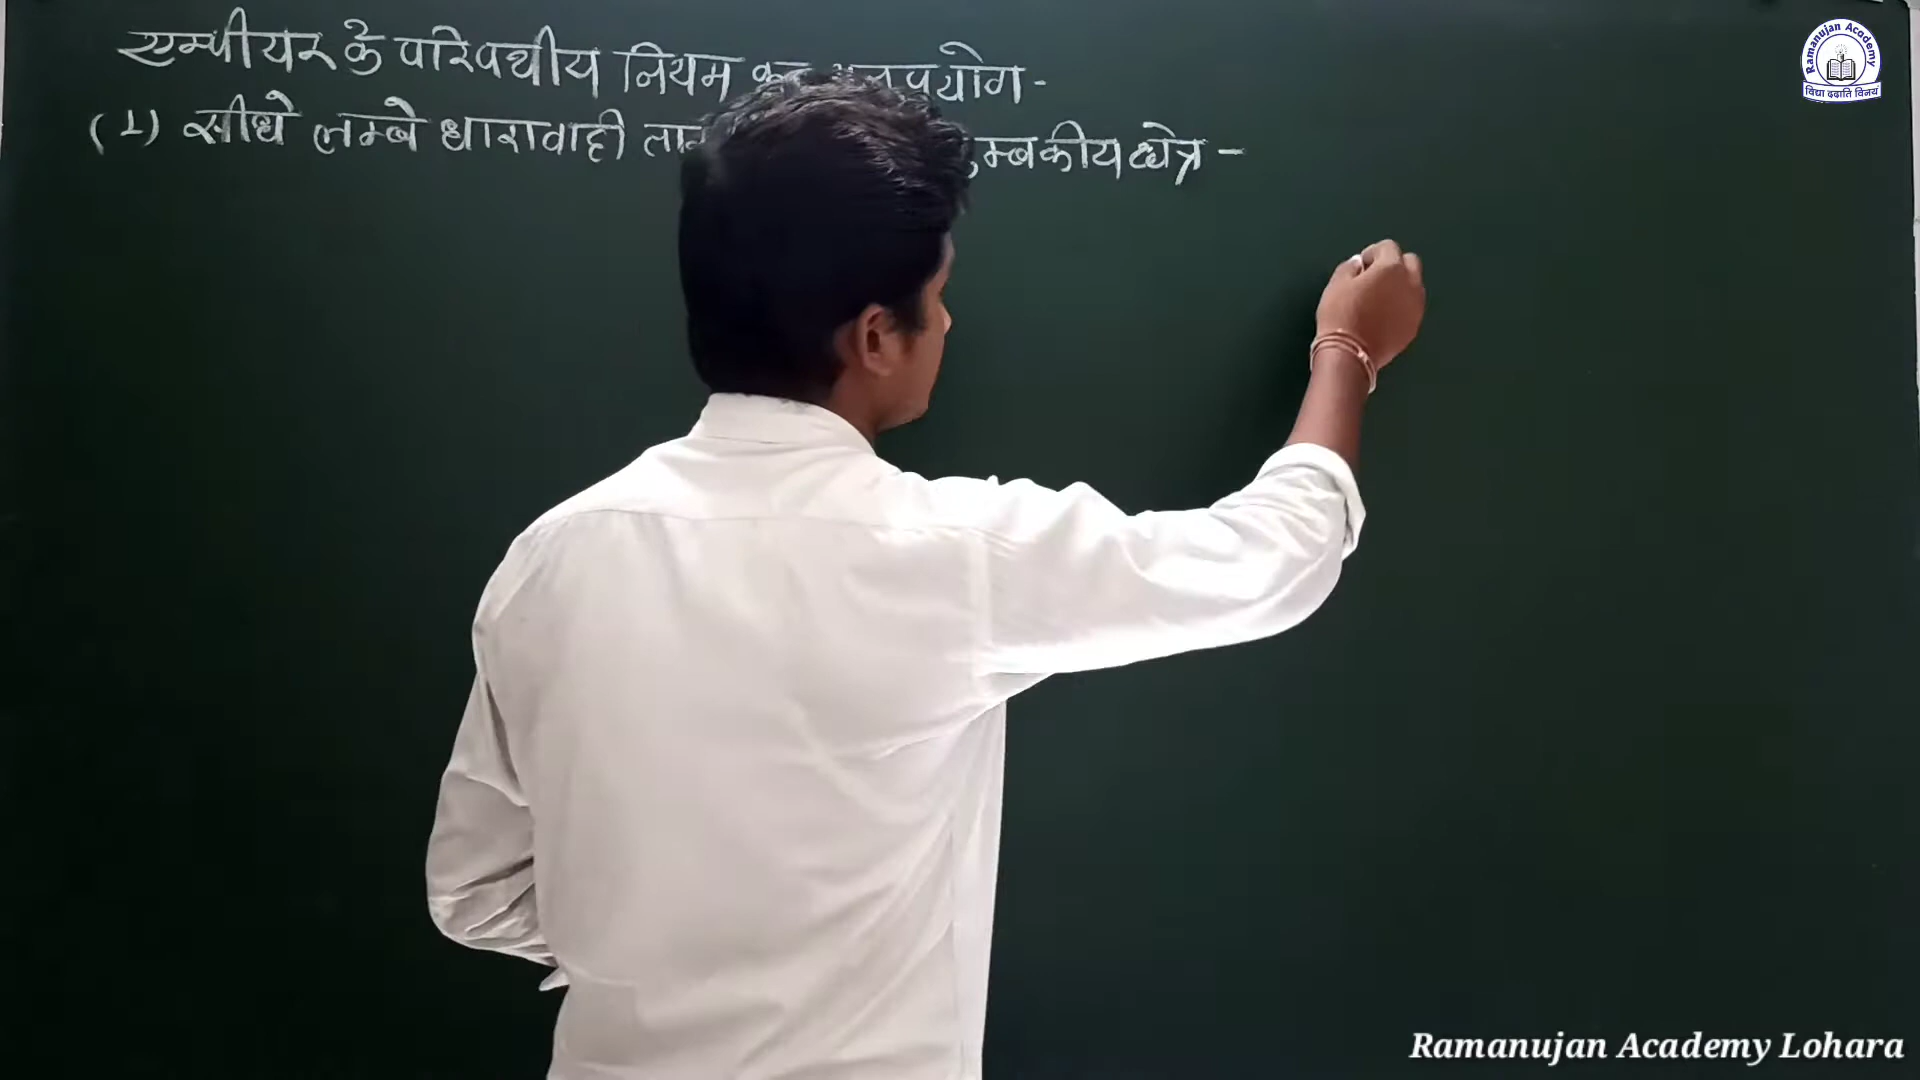 एम्पीयर के परिपथीय नियम का अनुप्रयोग-
(1) सीधे लम्बे धारावाही चुम्बकीय क्षेत्र-
Ramanujan Academy
विद्या ददाति विनयं
Ramanujan Academy Lohara